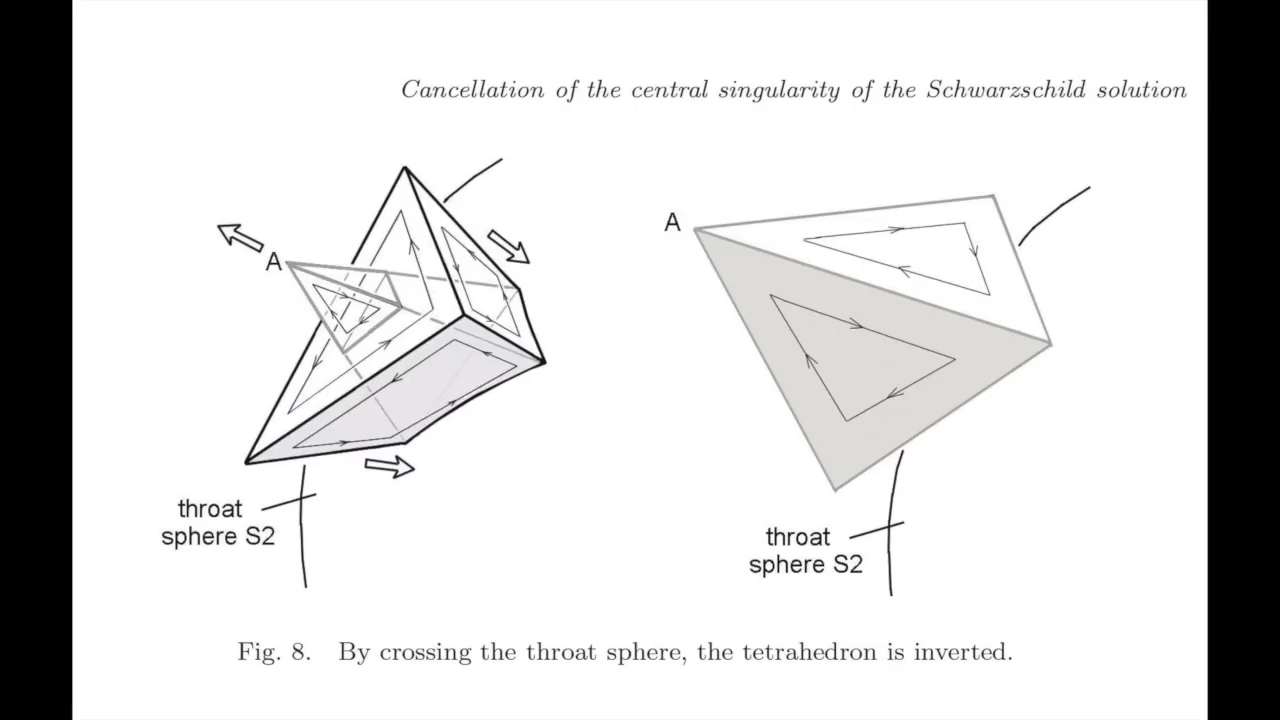 Cancellation of the central singularity of the Schwarzschild solution
A
A
throat
sphere S2
throat
sphere S2
Fig. 8. By crossing the throat sphere, the tetrahedron is inverted.